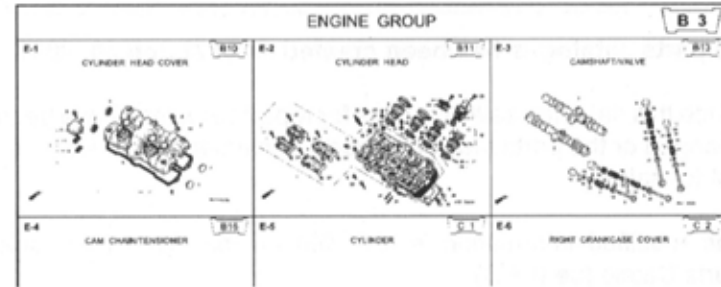 ENGINE GROUP
B 3
E-1
B10
CYLINDER HEAD COVER
E-2
B11
CYLINDER HEAD
E-3
B13
CAMSHAFT/VALVE
E-4
B15
CAM CHAIN/TENSIONER
E-5
C 1
CYLINDER
E-6
C 2
RIGHT CRANKCASE COVER